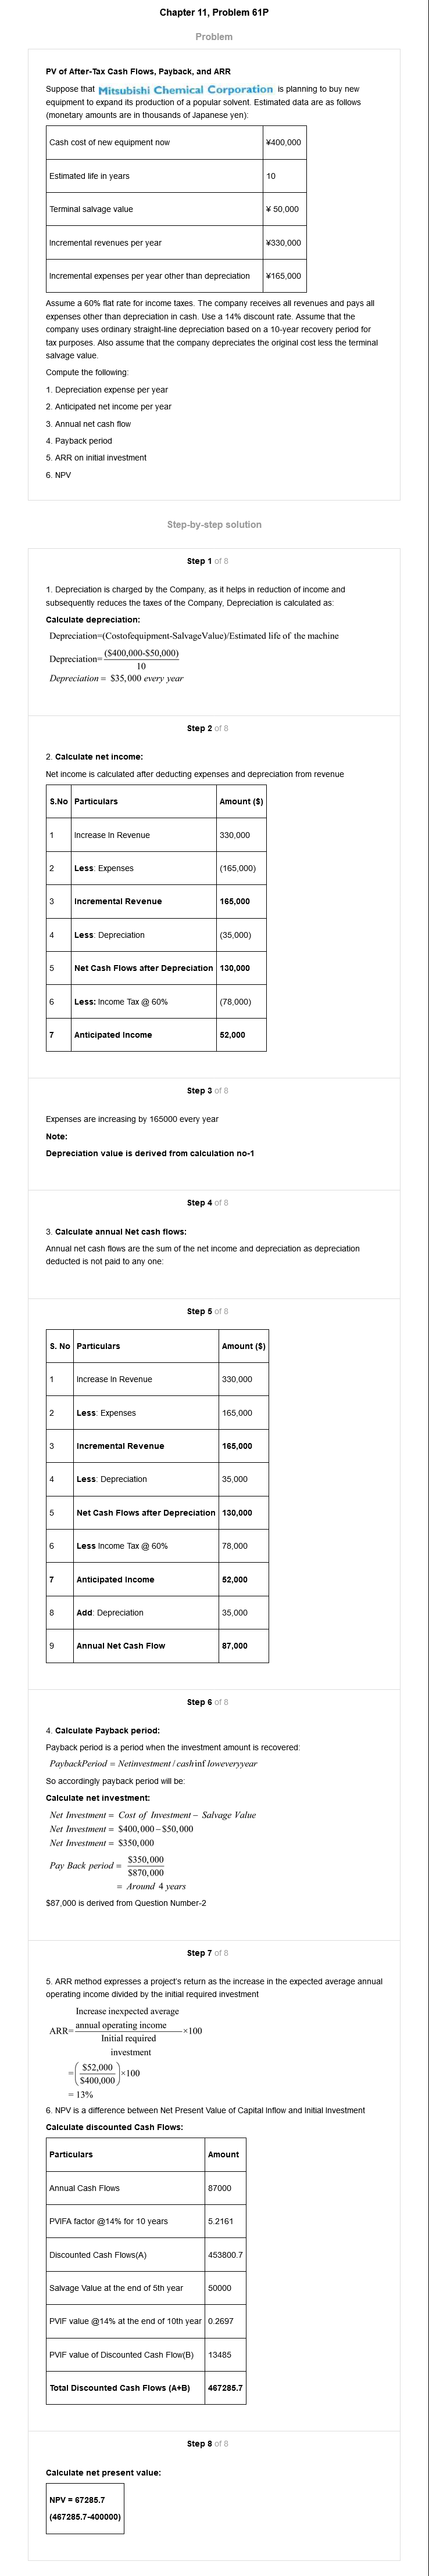 Chapter 11, Problem 61P
Problem
PV of After-Tax Cash Flows, Payback, and ARR
Suppose that Mitsubishi Chemical Corporation is planning to buy new
equipment to expand its production of a popular solvent. Estimated data are as follows
(monetary amounts are in thousands of Japanese yen):
Cash cost of new equipment now ¥400,000
Estimated life in years 10
Terminal salvage value ¥ 50,000
Incremental revenues per year ¥330,000
Incremental expenses per year other than depreciation ¥165,000
Assume a 60% flat rate for income taxes. The company receives all revenues and pays all
expenses other than depreciation in cash. Use a 14% discount rate. Assume that the
company uses ordinary straight-line depreciation based on a 10-year recovery period for
tax purposes. Also assume that the company depreciates the original cost less the terminal
salvage value.
Compute the following:
1. Depreciation expense per year
2. Anticipated net income per year
3. Annual net cash flow
4. Payback period
5. ARR on initial investment
6. NPV
Step-by-step solution
Step 1 of 8
1. Depreciation is charged by the Company, as it helps in reduction of income and
subsequently reduces the taxes of the Company, Depreciation is calculated as:
Calculate depreciation:
Depreciation=(Costofequipment-SalvageValue)/Estimated life of the machine
Depreciation= ($400,000-$50,000)
10
Depreciation = $35,000 every year
Step 2 of 8
2. Calculate net income:
Net income is calculated after deducting expenses and depreciation from revenue
S.No Particulars Amount ($)
1 Increase In Revenue 330,000
2 Less: Expenses (165,000)
3 Incremental Revenue 165,000
4 Less: Depreciation (35,000)
5 Net Cash Flows after Depreciation 130,000
6 Less: Income Tax @ 60% (78,000)
7 Anticipated Income 52,000
Step 3 of 8
Expenses are increasing by 165000 every year
Note:
Depreciation value is derived from calculation no-1
Step 4 of 8
3. Calculate annual Net cash flows:
Annual net cash flows are the sum of the net income and depreciation as depreciation
deducted is not paid to any one:
Step 5 of 8
S. No Particulars Amount ($)
1 Increase In Revenue 330,000
2 Less: Expenses 165,000
3 Incremental Revenue 165,000
4 Less: Depreciation 35,000
5 Net Cash Flows after Depreciation 130,000
6 Less Income Tax @ 60% 78,000
7 Anticipated Income 52,000
8 Add: Depreciation 35,000
9 Annual Net Cash Flow 87,000
Step 6 of 8
4. Calculate Payback period:
Payback period is a period when the investment amount is recovered:
PaybackPeriod = Netinvestment / cash inf loweveryyear
So accordingly payback period will be:
Calculate net investment:
Net Investment = Cost of Investment − Salvage Value
Net Investment = $400,000 − $50,000
Net Investment = $350,000
Pay Back period = $350,000
$870,000
= Around 4 years
$87,000 is derived from Question Number-2
Step 7 of 8
5. ARR method expresses a project's return as the increase in the expected average annual
operating income divided by the initial required investment
Increase inexpected average
annual operating income
ARR= ×100
Initial required
investment
=($52,000
$400,000)×100
= 13%
6. NPV is a difference between Net Present Value of Capital Inflow and Initial Investment
Calculate discounted Cash Flows:
Particulars Amount
Annual Cash Flows 87000
PVIFA factor @14% for 10 years 5.2161
Discounted Cash Flows(A) 453800.7
Salvage Value at the end of 5th year 50000
PVIF value @14% at the end of 10th year 0.2697
PVIF value of Discounted Cash Flow(B) 13485
Total Discounted Cash Flows (A+B) 467285.7
Step 8 of 8
Calculate net present value:
NPV = 67285.7
(467285.7-400000)